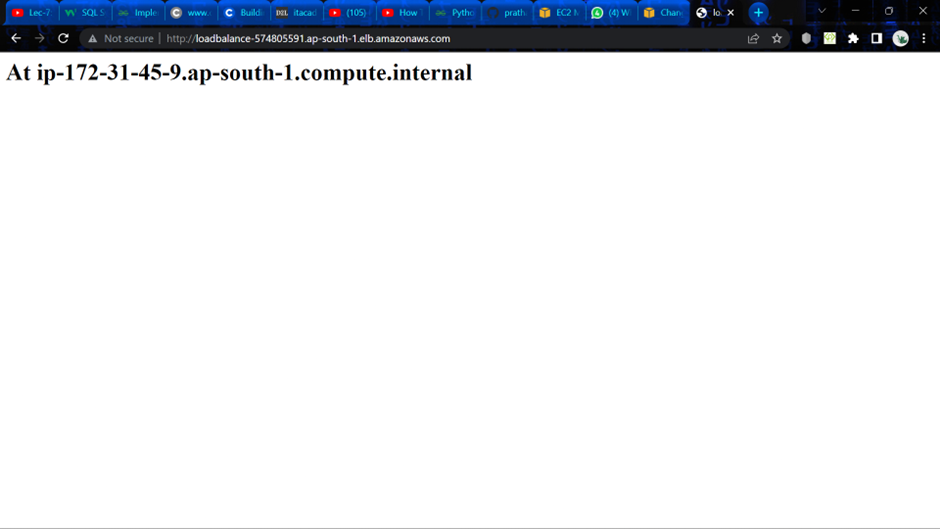 Lec-7:
SQL S
Imple
www.
Buildi
DZL
itacad
(105)
How
Pytho
prath
EC2 M
(4) W
Chan
lo
Not secure
http://loadbalance-574805591.ap-south-1.elb.amazonaws.com
At ip-172-31-45-9.ap-south-1.compute.internal